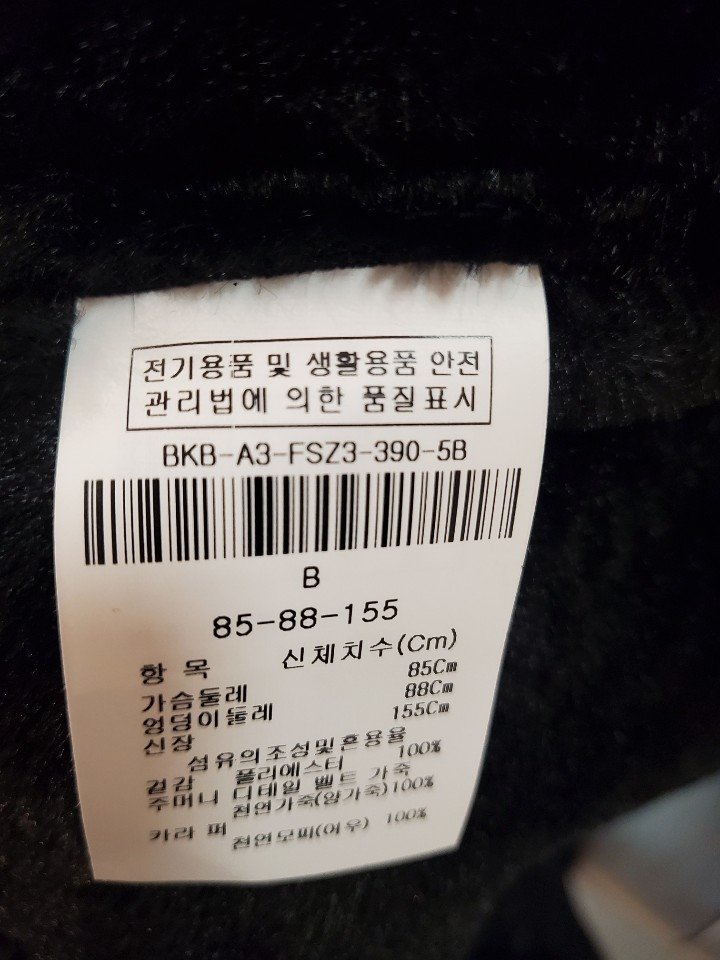 전기용품 및 생활용품 안전
관리법에 의한 품질표시
BKB-A3-FSZ3-390-5B
B
85-88-155
항 목 신체치수(Cm)
가슴둘레 85Cm
엉덩이둘레 88Cm
신장 155Cm
섬유의조성및혼용율
겉감 폴리에스터 100%
주머니 디테일 벨트 가죽
천연가죽(양가죽)100%
카라 퍼
천연모피(여우) 100%